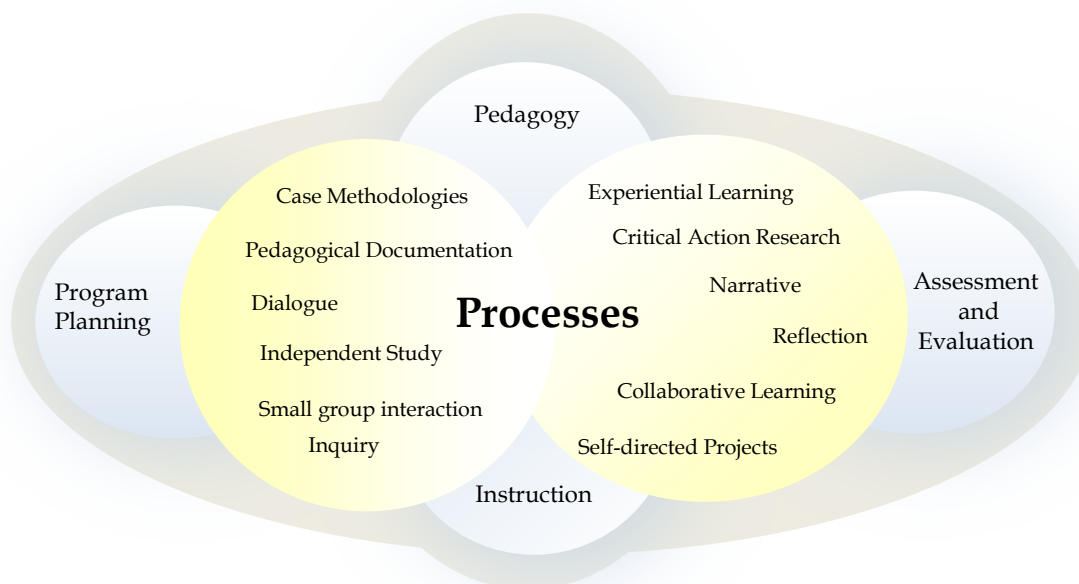 Pedagogy
Case Methodologies
Experiential Learning
Pedagogical Documentation
Critical Action Research
Program
Planning
Dialogue
Processes
Narrative
Assessment
and
Evaluation
Independent Study
Reflection
Small group interaction
Collaborative Learning
Inquiry
Self-directed Projects
Instruction